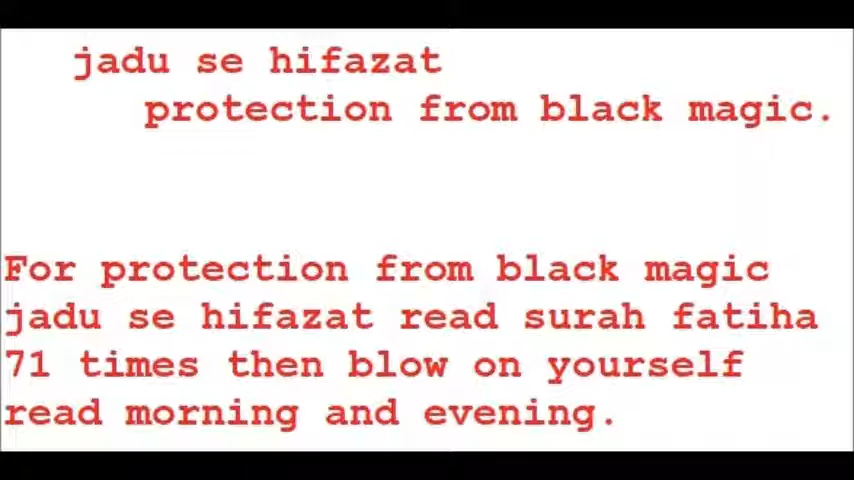 jadu se hifazat
protection from black magic.
For protection from black magic
jadu se hifazat read surah fatiha
71 times then blow on yourself
read morning and evening.